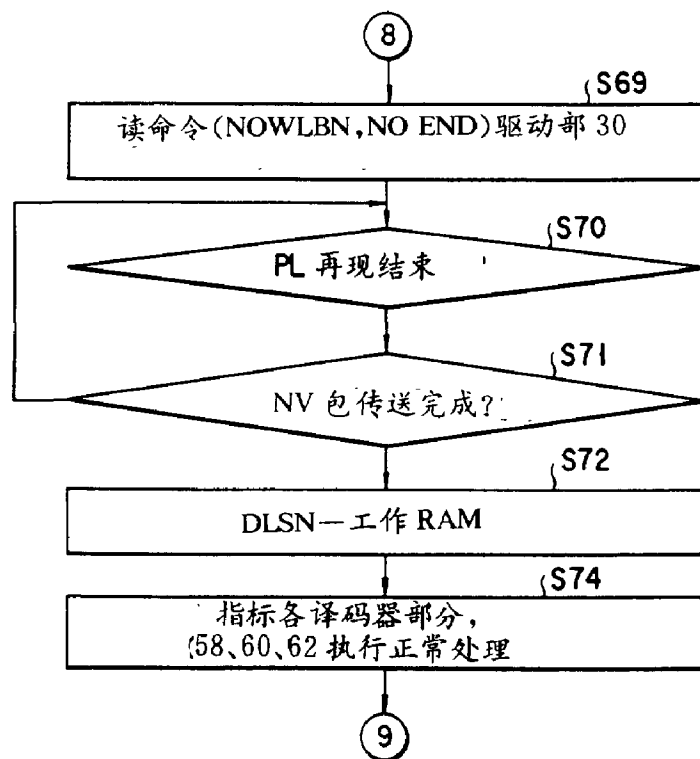 8
S69
读命令(NOWLBN,NO END)驱动部 30
S70
PL 再现结束
S71
NV 包传送完成?
S72
DLSN－工作 RAM
S74
指标各译码器部分,
(58、60、62 执行正常处理
9